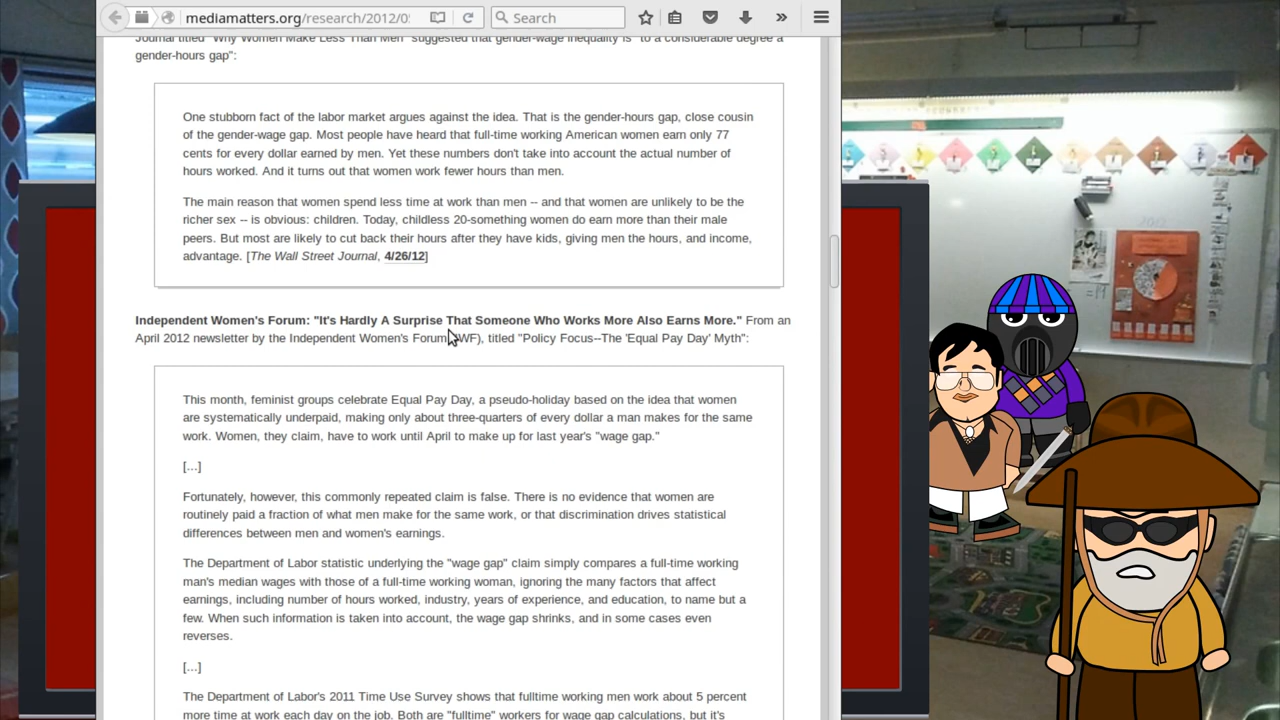 mediamatters.org/research/2012/05
Search
Journal titled "Why Women Make Less Than Men" suggested that gender-wage inequality is "to a considerable degree a
gender-hours gap":
One stubborn fact of the labor market argues against the idea. That is the gender-hours gap, close cousin
of the gender-wage gap. Most people have heard that full-time working American women earn only 77
cents for every dollar earned by men. Yet these numbers don't take into account the actual number of
hours worked. And it turns out that women work fewer hours than men.
The main reason that women spend less time at work than men -- and that women are unlikely to be the
richer sex -- is obvious: children. Today, childless 20-something women do earn more than their male
peers. But most are likely to cut back their hours after they have kids, giving men the hours, and income,
advantage. [The Wall Street Journal, 4/26/12]
Independent Women's Forum: "It's Hardly A Surprise That Someone Who Works More Also Earns More." From an
April 2012 newsletter by the Independent Women's Forum (IWF), titled "Policy Focus--The 'Equal Pay Day' Myth":
This month, feminist groups celebrate Equal Pay Day, a pseudo-holiday based on the idea that women
are systematically underpaid, making only about three-quarters of every dollar a man makes for the same
work. Women, they claim, have to work until April to make up for last year's "wage gap."
[...]
Fortunately, however, this commonly repeated claim is false. There is no evidence that women are
routinely paid a fraction of what men make for the same work, or that discrimination drives statistical
differences between men and women's earnings.
The Department of Labor statistic underlying the "wage gap" claim simply compares a full-time working
man's median wages with those of a full-time working woman, ignoring the many factors that affect
earnings, including number of hours worked, industry, years of experience, and education, to name but a
few. When such information is taken into account, the wage gap shrinks, and in some cases even
reverses.
[...]
The Department of Labor's 2011 Time Use Survey shows that fulltime working men work about 5 percent
more time at work each day on the job. Both are "fulltime" workers for wage gap calculations, but it's